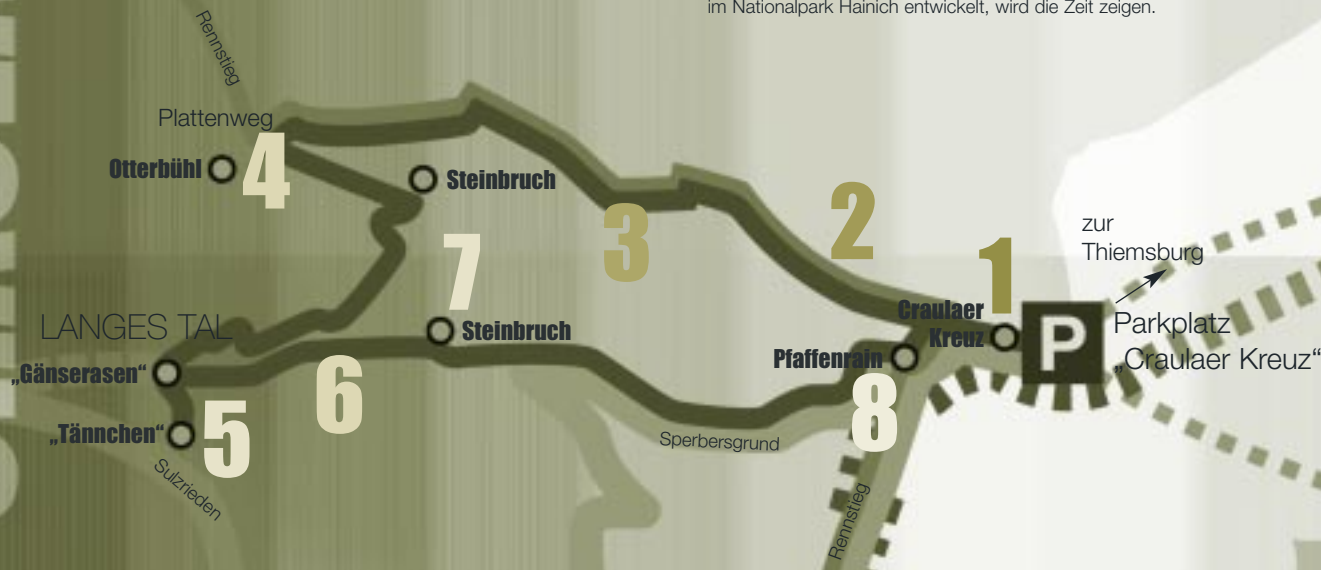 im Nationalpark Hainich entwickelt, wird die Zeit zeigen.
Rennstieg
Plattenweg
Otterbühl
4
Steinbruch
3
2
1
zur
Thiemsburg
7
LANGES TAL
Craulaer
Kreuz
P
Parkplatz
„Craulaer Kreuz“
Steinbruch
Pfaffenrain
„Gänserasen“
6
8
„Tännchen“
5
Sperbersgrund
Sulzrieden
Rennstieg